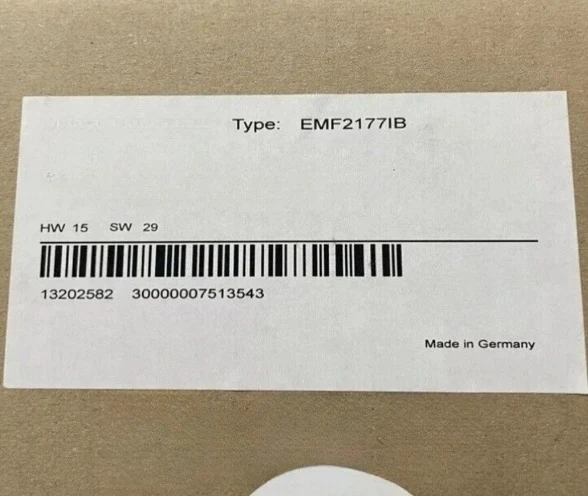 Type: EMF2177IB
HW 15 SW 29
13202582 30000007513543
Made in Germany